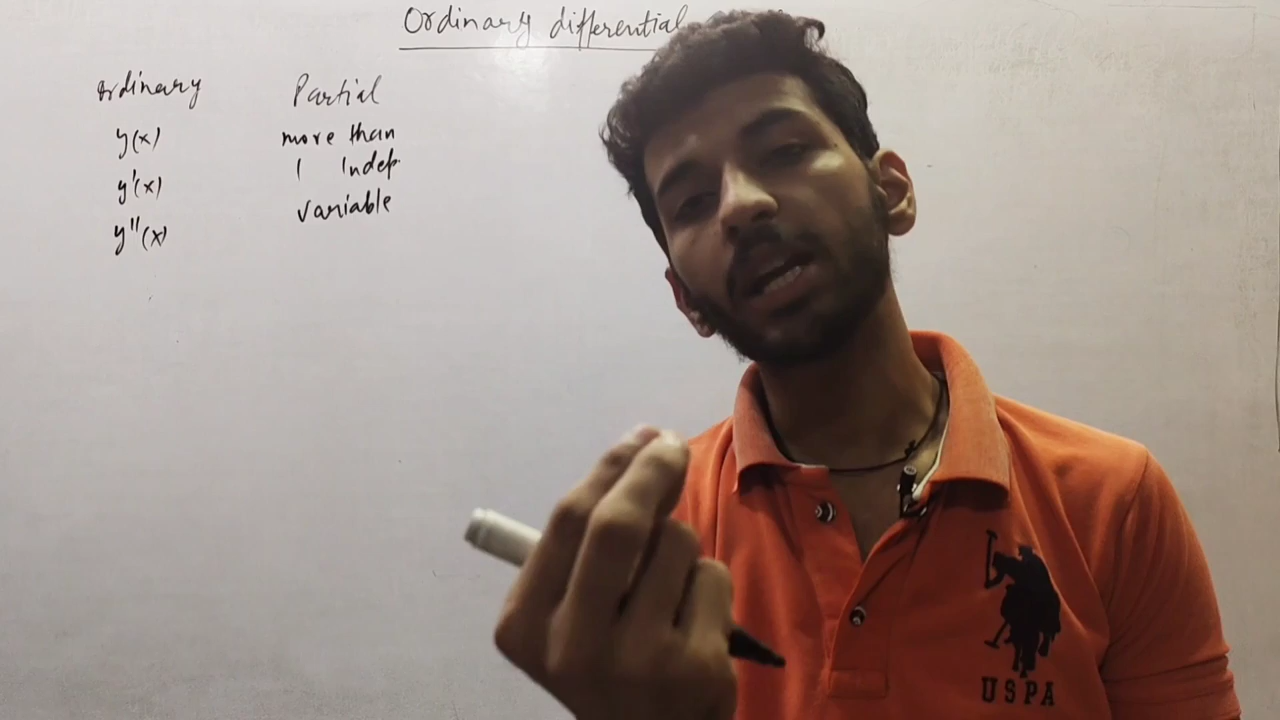 Ordinary differential
ordinary
y(x)
y'(x)
y''(x)
Partial
more than
1 Indep.
variable
USPA